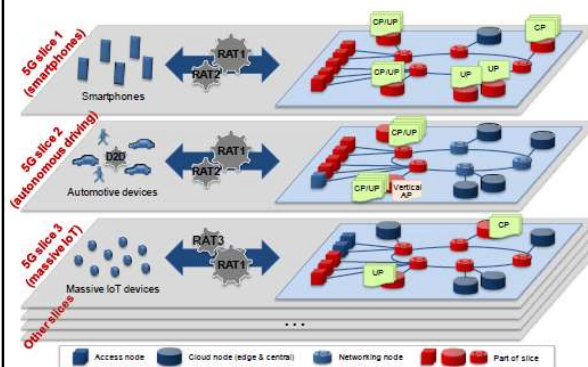 5G slice 1
(smartphones)
Smartphones
RAT1
RAT2
CP/UP
CP/UP
CP
UP
UP
5G slice 2
(autonomous driving)
D2D
Automotive devices
RAT1
RAT2
CP/UP
CP/UP
Vertical
AP
5G slice 3
(massive IoT)
Massive IoT devices
RAT3
RAT1
CP
UP
Other slices
...
Access node
Cloud node (edge & central)
Networking node
Part of slice